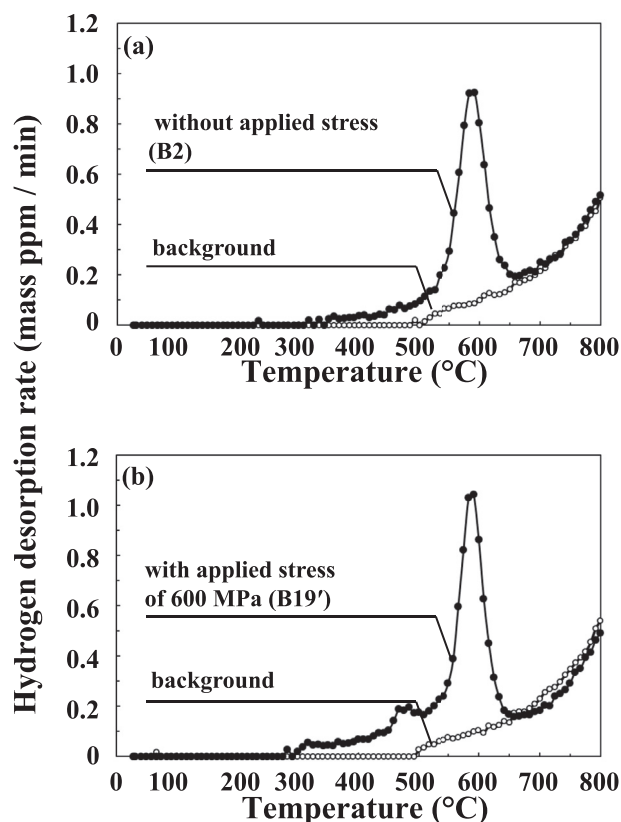 Hydrogen desorption rate (mass ppm / min)
(a)
1.2
1.0
0.8
0.6
0.4
0.2
0
without applied stress
(B2)
background
0 100 200 300 400 500 600 700 800
Temperature (°C)
(b)
1.2
1.0
0.8
0.6
0.4
0.2
0
with applied stress
of 600 MPa (B19′)
background
0 100 200 300 400 500 600 700 800
Temperature (°C)